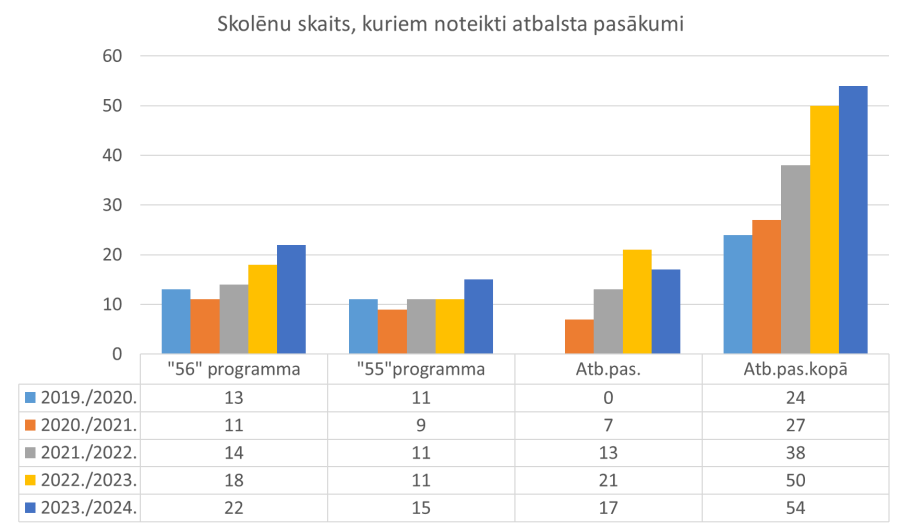 Skolēnu skaits, kuriem noteikti atbalsta pasākumi
60
50
40
30
20
10
0
"56" programma "55"programma Atb.pas. Atb.pas.kopā
2019./2020. 13 11 0 24
2020./2021. 11 9 7 27
2021./2022. 14 11 13 38
2022./2023. 18 11 21 50
2023./2024. 22 15 17 54